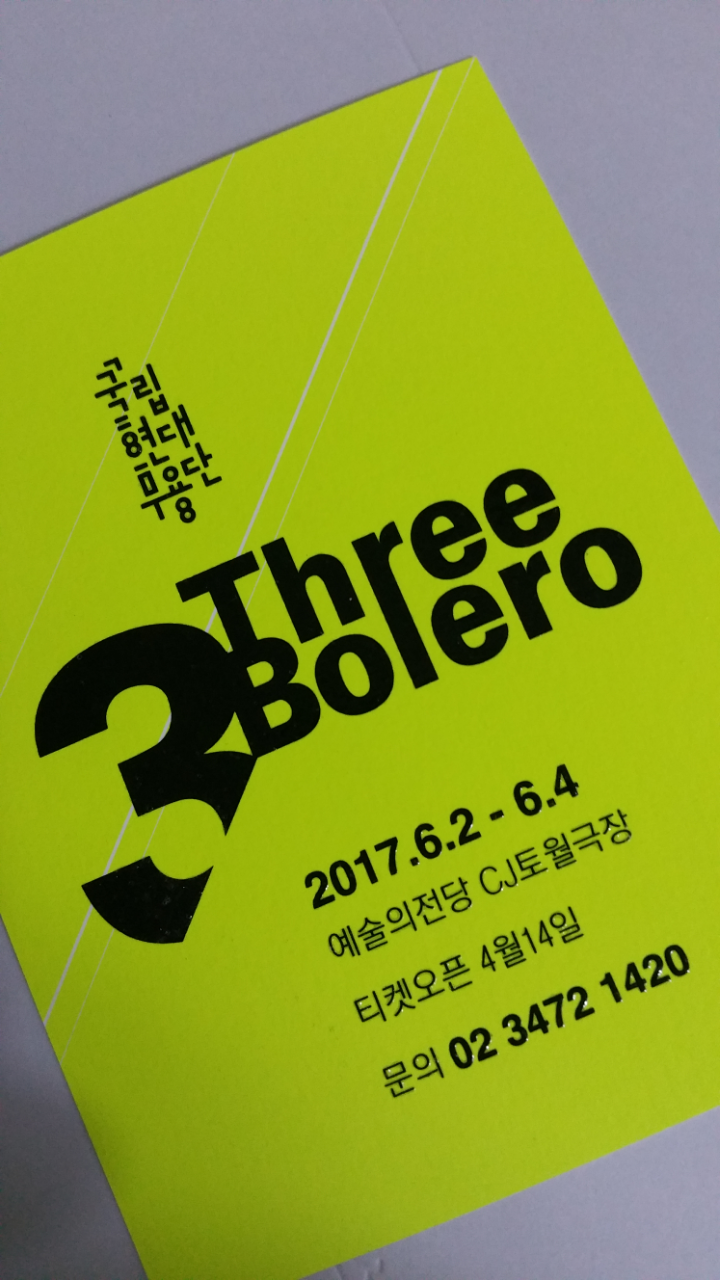 국립
현대
무용단
3
Three
Bolero
2017.6.2 - 6.4
예술의전당 CJ토월극장
티켓오픈 4월14일
문의 02 3472 1420